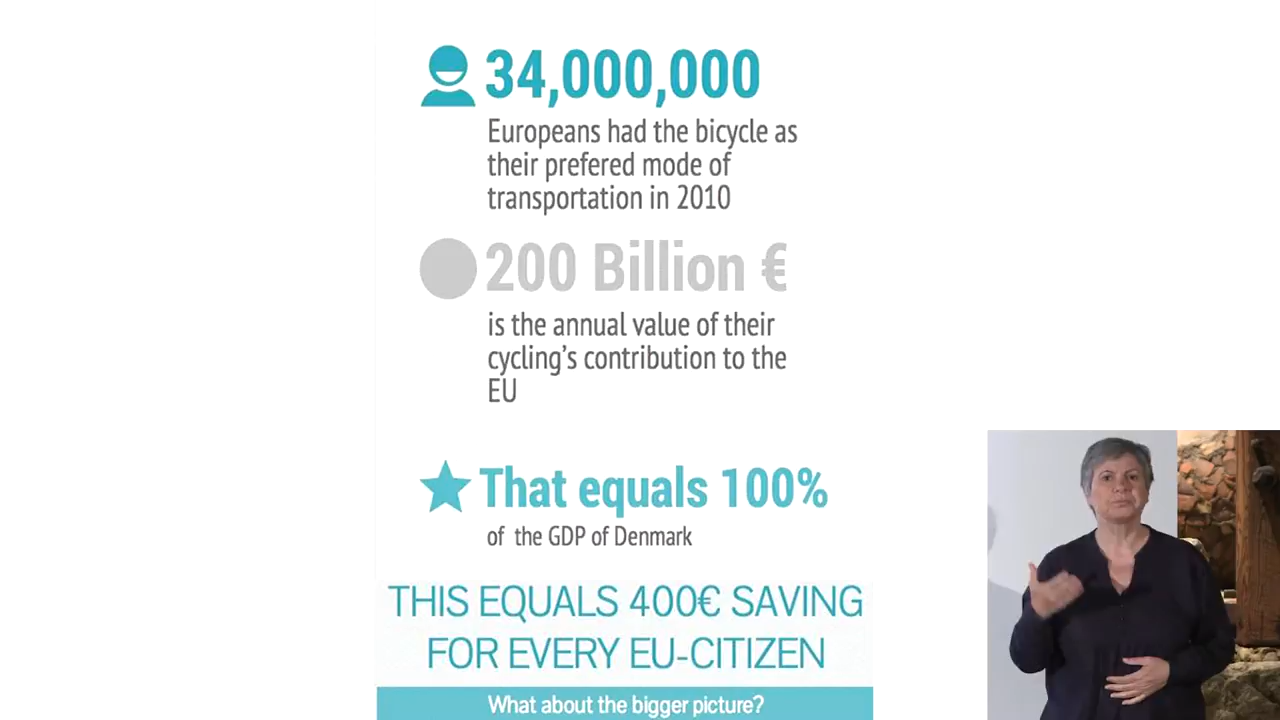 34,000,000
Europeans had the bicycle as
their prefered mode of
transportation in 2010
200 Billion €
is the annual value of their
cycling's contribution to the
EU
That equals 100%
of the GDP of Denmark
THIS EQUALS 400€ SAVING
FOR EVERY EU-CITIZEN
What about the bigger picture?